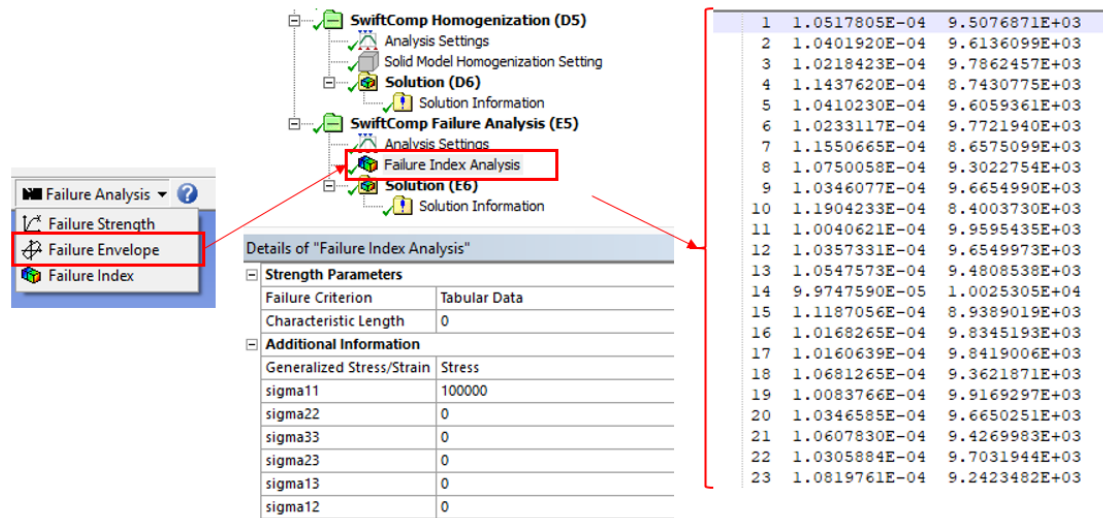 SwiftComp Homogenization (D5)
Analysis Settings
Solid Model Homogenization Setting
Solution (D6)
Solution Information
SwiftComp Failure Analysis (E5)
Analysis Settings
Failure Index Analysis
Solution (E6)
Solution Information
Failure Analysis
Failure Strength
Failure Envelope
Failure Index
Details of "Failure Index Analysis"
Strength Parameters
Failure Criterion Tabular Data
Characteristic Length 0
Additional Information
Generalized Stress/Strain Stress
sigma11 100000
sigma22 0
sigma33 0
sigma23 0
sigma13 0
sigma12 0
1 1.0517805E-04 9.5076871E+03
2 1.0401920E-04 9.6136099E+03
3 1.0218423E-04 9.7862457E+03
4 1.1437620E-04 8.7430775E+03
5 1.0410230E-04 9.6059361E+03
6 1.0233117E-04 9.7721940E+03
7 1.1550665E-04 8.6575099E+03
8 1.0750058E-04 9.3022754E+03
9 1.0346077E-04 9.6654990E+03
10 1.1904233E-04 8.4003730E+03
11 1.0040621E-04 9.9595435E+03
12 1.0357331E-04 9.6549973E+03
13 1.0547573E-04 9.4808538E+03
14 9.9747590E-05 1.0025305E+04
15 1.1187056E-04 8.9389019E+03
16 1.0168265E-04 9.8345193E+03
17 1.0160639E-04 9.8419006E+03
18 1.0681265E-04 9.3621871E+03
19 1.0083766E-04 9.9169297E+03
20 1.0346585E-04 9.6650251E+03
21 1.0607830E-04 9.4269983E+03
22 1.0305884E-04 9.7031944E+03
23 1.0819761E-04 9.2423482E+03